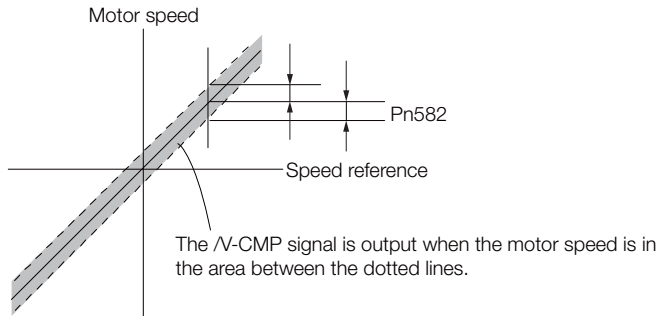 Motor speed
Pn582
Speed reference
The /V-CMP signal is output when the motor speed is in
the area between the dotted lines.